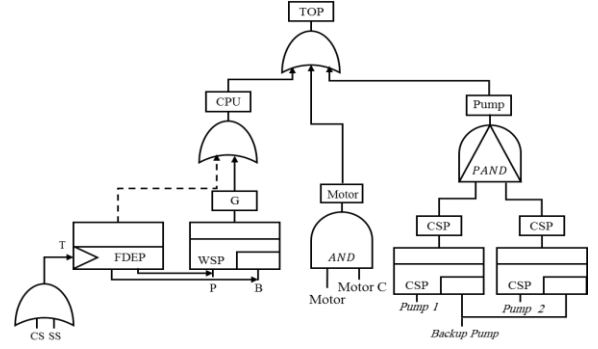 TOP
CPU
Pump
PAND
G
Motor
CSP
CSP
T
FDEP
WSP
AND
CSP
CSP
P
B
Motor
Motor C
Pump 1
Pump 2
CS SS
Backup Pump